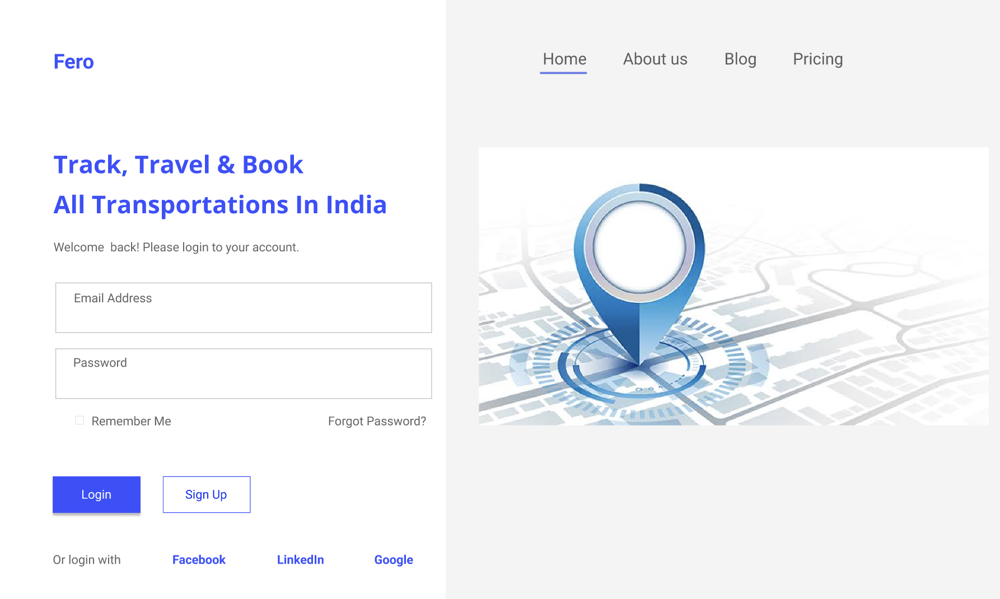 Fero
Home About us Blog Pricing
Track, Travel & Book
All Transportations In India
Welcome  back! Please login to your account.
Email Address
Password
Remember Me Forgot Password?
Login Sign Up
Or login with Facebook LinkedIn Google